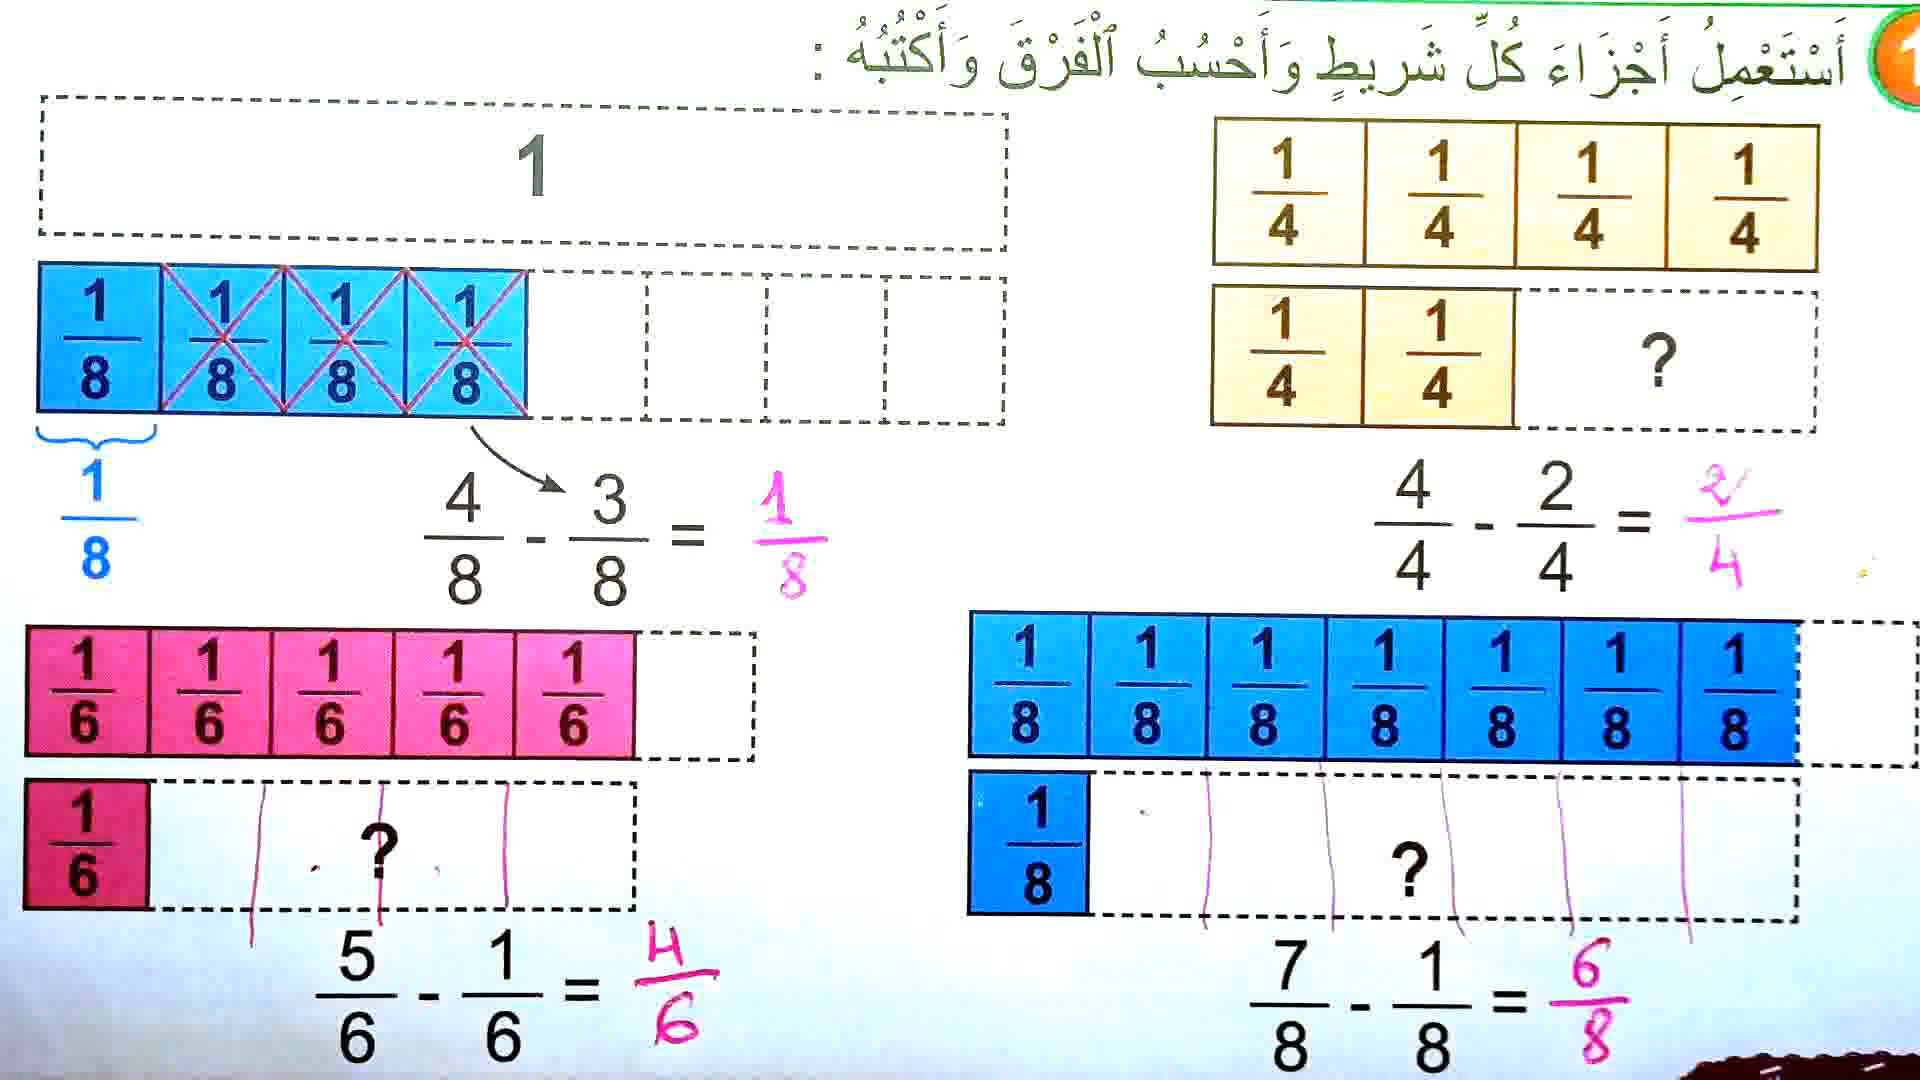 1 أَسْتَعْمِلُ أَجْزَاءَ كُلِّ شَرِيطٍ وَأَحْسُبُ ٱلْفَرْقَ وَأَكْتُبُهُ :
1
1/8 1/8 1/8 1/8
1/8
4/8 - 3/8 = 1/8
1/4 1/4 1/4 1/4
1/4 1/4 ?
4/4 - 2/4 = 2/4
1/6 1/6 1/6 1/6 1/6
1/6 ?
5/6 - 1/6 = 4/6
1/8 1/8 1/8 1/8 1/8 1/8 1/8
1/8 ?
7/8 - 1/8 = 6/8